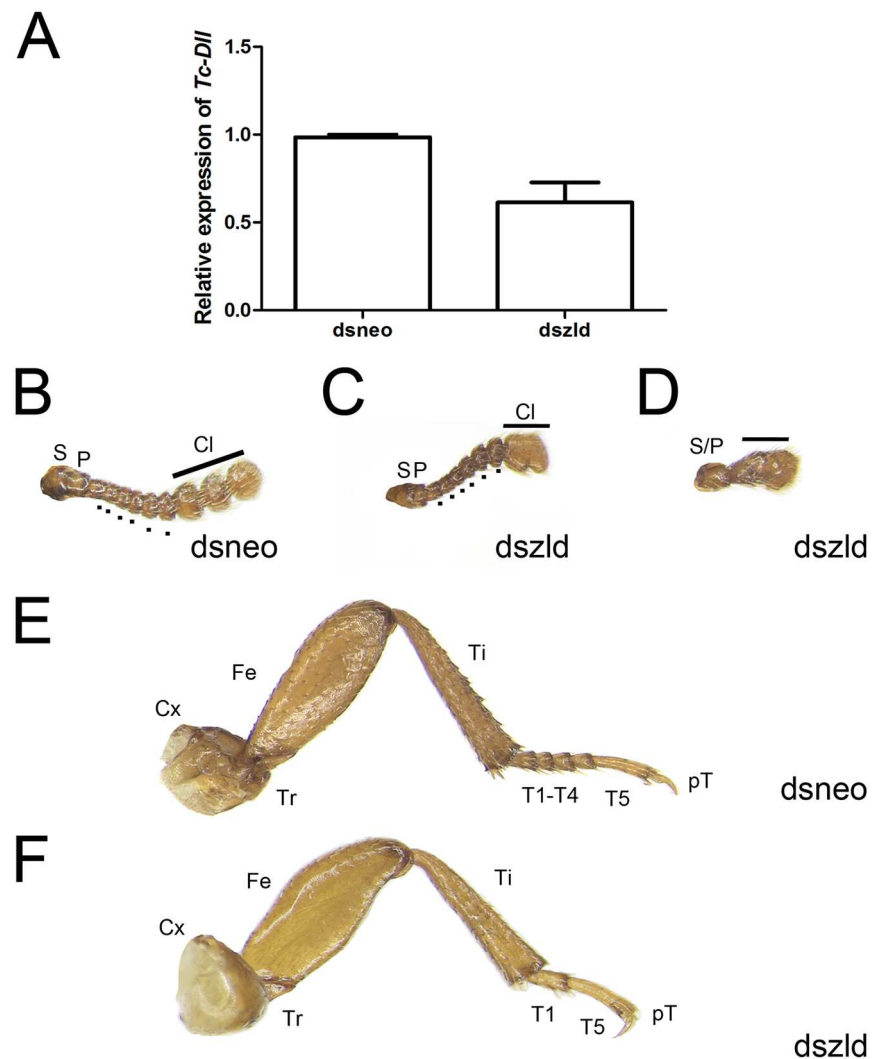 A
Relative expression of Tc-Dll
1.5
1.0
0.5
0.0
dsneo
dszld
B
S
P
Cl
dsneo
C
S P
Cl
dszld
D
S/P
dszld
E
Cx
Fe
Tr
Ti
T1-T4
T5
pT
dsneo
F
Cx
Fe
Tr
Ti
T1
T5
pT
dszld